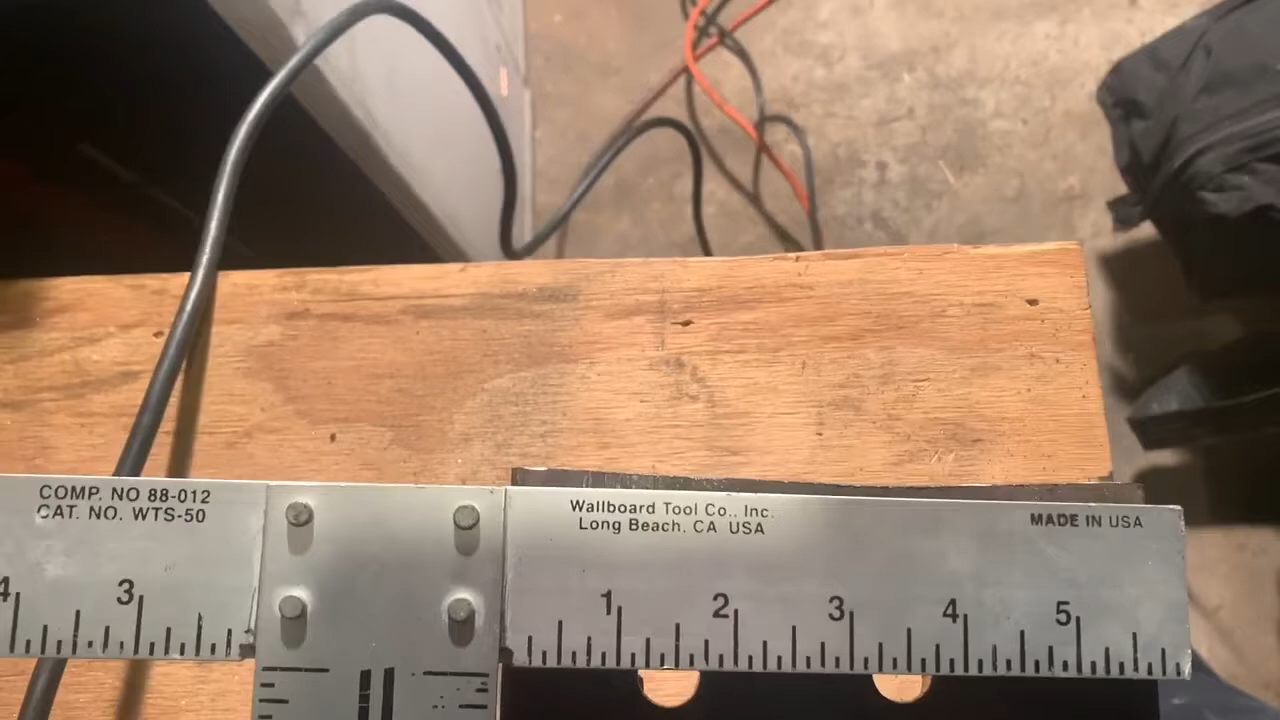 COMP. NO 88-012
CAT. NO. WTS-50
Wallboard Tool Co., Inc.
Long Beach, CA USA
MADE IN USA
4 3 1 2 3 4 5